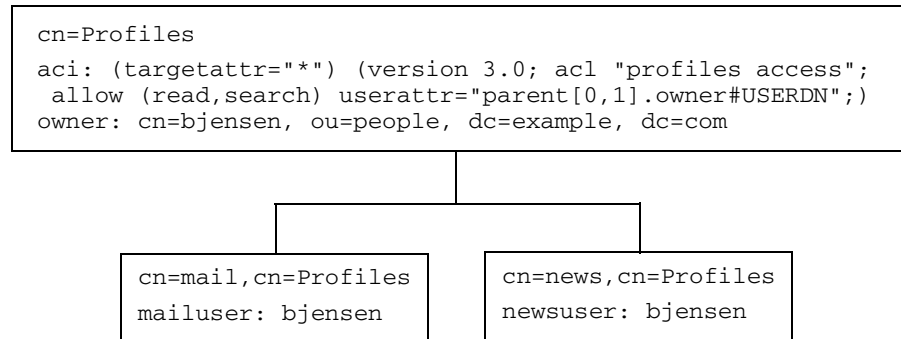 cn=Profiles
aci: (targetattr="*") (version 3.0; acl "profiles access";
allow (read,search) userattr="parent[0,1].owner#USERDN";)
owner: cn=bjensen, ou=people, dc=example, dc=com
cn=mail,cn=Profiles
mailuser: bjensen
cn=news,cn=Profiles
newsuser: bjensen